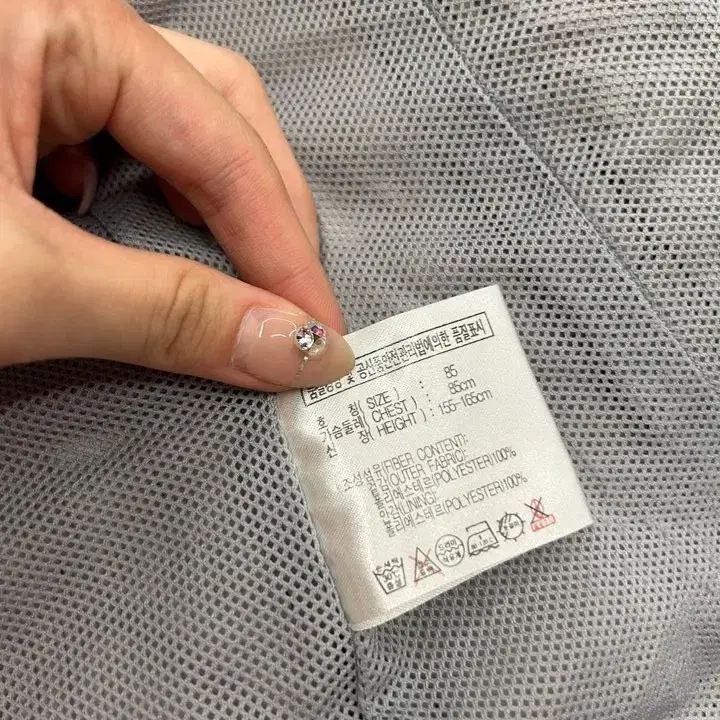 공산품안전관리법에의한 품질표시
호 칭( SIZE ) : 85
가슴둘레( CHEST ) : 85cm
신 장( HEIGHT ) : 155-165cm
조성섬유(FIBER CONTENT):
겉감(OUTER FABRIC):
폴리에스테르(POLYESTER)100%
안감(LINING):
폴리에스테르(POLYESTER)100%